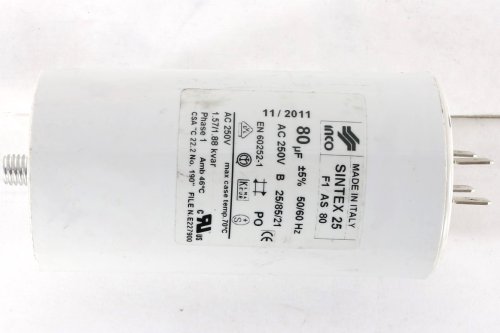 MADE IN ITALY
SINTEX 25
F1 AS 80
inco
11 / 2011
80 µF ±5% 50/60 Hz
AC 250V B 25/85/21
EN 60252-1 PO
AC 250V max case temp. 70°C
1.57/1.88 kvar
Phase 1 Amb 46°C
CSA "C 22.2 No. 190" FILE N.E227900